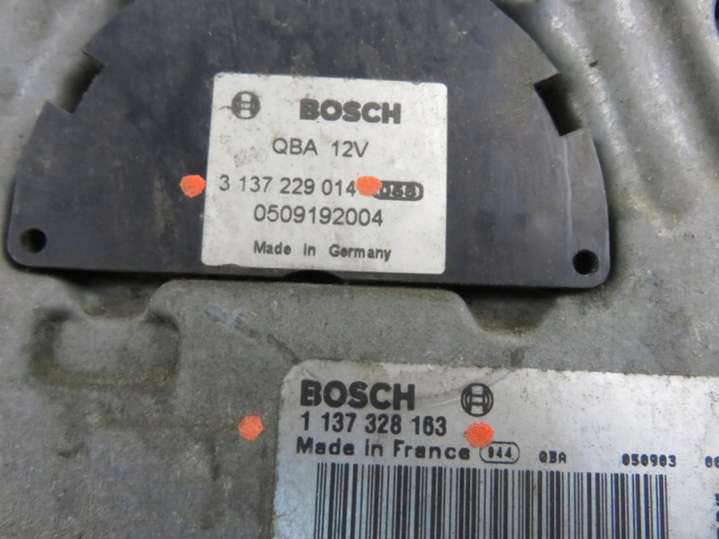 BOSCH
QBA 12V
3 137 229 014
0509192004
Made in Germany
BOSCH
1 137 328 163
Made in France 044 QBA 050903